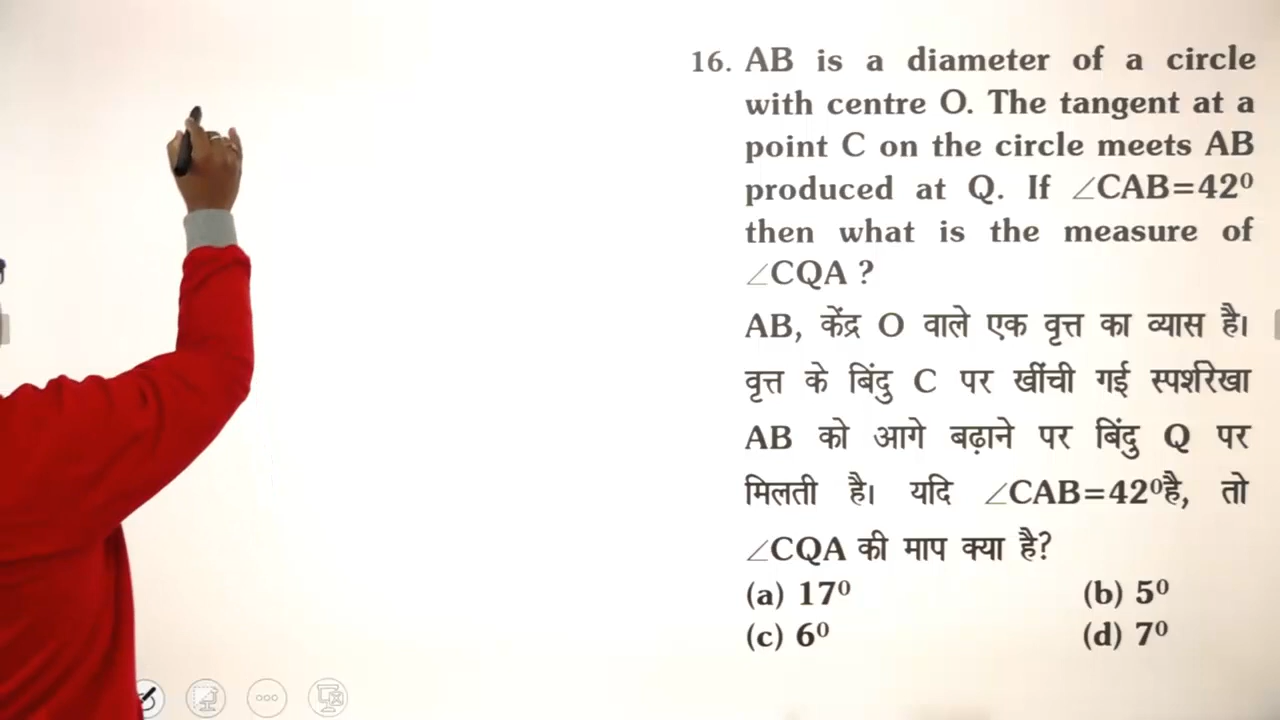 16. AB is a diameter of a circle
with centre O. The tangent at a
point C on the circle meets AB
produced at Q. If ∠CAB=42⁰
then what is the measure of
∠CQA ?
AB, केंद्र O वाले एक वृत्त का व्यास है।
वृत्त के बिंदु C पर खींची गई स्पर्शरेखा
AB को आगे बढ़ाने पर बिंदु Q पर
मिलती है। यदि ∠CAB=42⁰है, तो
∠CQA की माप क्या है?
(a) 17⁰ (b) 5⁰
(c) 6⁰ (d) 7⁰